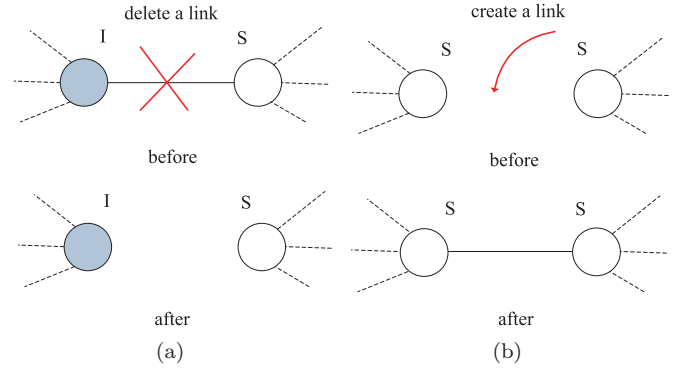 delete a link
I S
before
I S
after
(a)
create a link
S S
before
S S
after
(b)